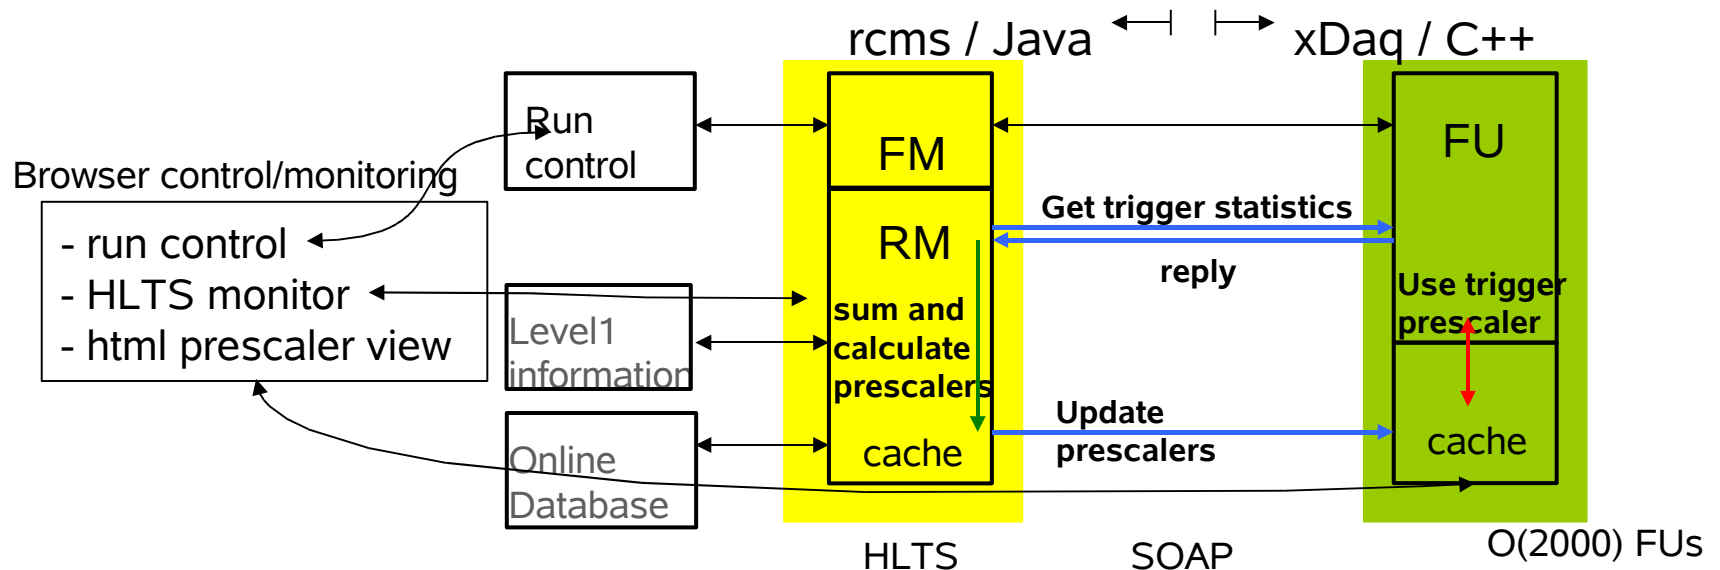 rcms / Java
xDaq / C++
Run
control
FM
FU
Browser control/monitoring
- run control
- HLTS monitor
- html prescaler view
Get trigger statistics
RM
reply
Use trigger
prescaler
sum and
calculate
prescalers
Level1
information
Update
prescalers
cache
cache
Online
Database
HLTS
SOAP
O(2000) FUs